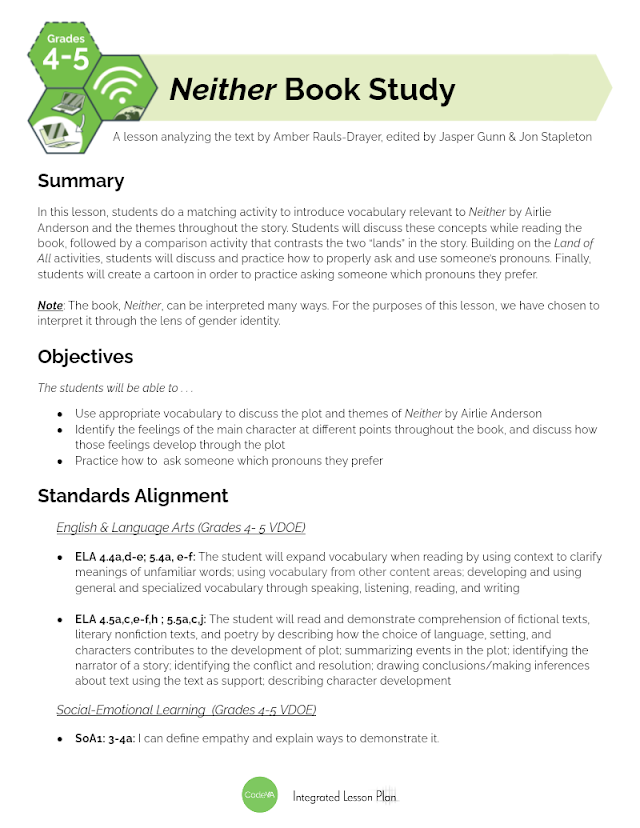 Grades
4-5
Neither Book Study
A lesson analyzing the text by Amber Rauls-Drayer, edited by Jasper Gunn & Jon Stapleton
Summary
In this lesson, students do a matching activity to introduce vocabulary relevant to Neither by Airlie
Anderson and the themes throughout the story. Students will discuss these concepts while reading the
book, followed by a comparison activity that contrasts the two “lands” in the story. Building on the Land of
All activities, students will discuss and practice how to properly ask and use someone's pronouns. Finally,
students will create a cartoon in order to practice asking someone which pronouns they prefer.
Note: The book, Neither, can be interpreted many ways. For the purposes of this lesson, we have chosen to
interpret it through the lens of gender identity.
Objectives
The students will be able to . . .
● Use appropriate vocabulary to discuss the plot and themes of Neither by Airlie Anderson
● Identify the feelings of the main character at different points throughout the book, and discuss how
those feelings develop through the plot
● Practice how to ask someone which pronouns they prefer
Standards Alignment
English & Language Arts (Grades 4- 5 VDOE)
● ELA 4.4a,d-e; 5.4a, e-f: The student will expand vocabulary when reading by using context to clarify
meanings of unfamiliar words; using vocabulary from other content areas; developing and using
general and specialized vocabulary through speaking, listening, reading, and writing
● ELA 4.5a,c,e-f,h ; 5.5a,c,j: The student will read and demonstrate comprehension of fictional texts,
literary nonfiction texts, and poetry by describing how the choice of language, setting, and
characters contributes to the development of plot; summarizing events in the plot; identifying the
narrator of a story; identifying the conflict and resolution; drawing conclusions/making inferences
about text using the text as support; describing character development
Social-Emotional Learning (Grades 4-5 VDOE)
● SoA1: 3-4a: I can define empathy and explain ways to demonstrate it.
CodeVA
Integrated Lesson Plan